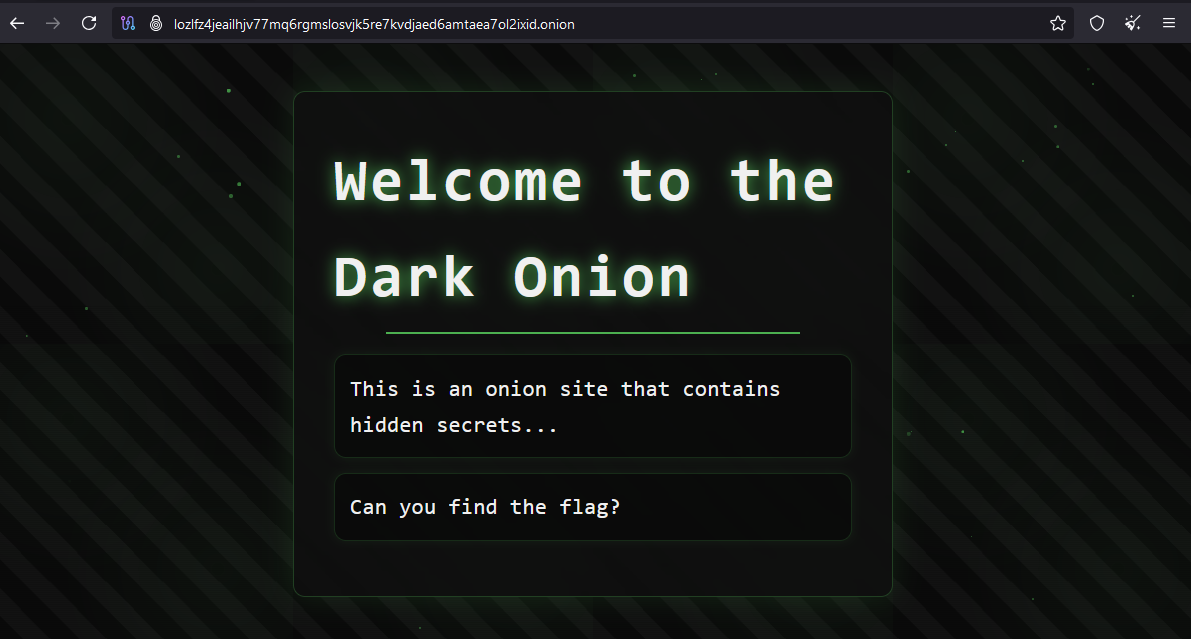 lozlfz4jeailhjv77mq6rgmslosvjk5re7kvdjaed6amtaea7ol2ixid.onion
Welcome to the
Dark Onion
This is an onion site that contains
hidden secrets...
Can you find the flag?